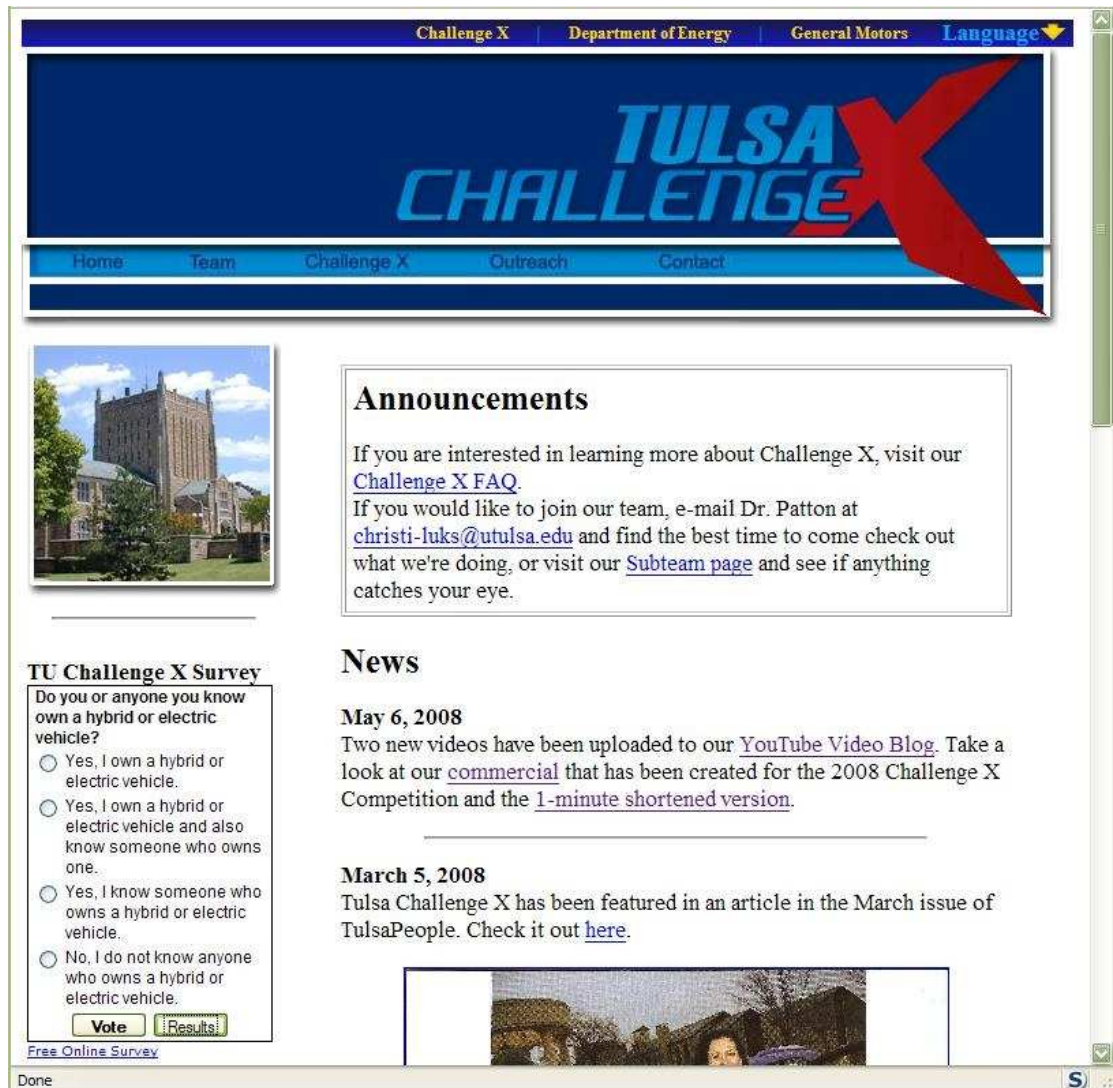 Challenge X | Department of Energy | General Motors Language
TULSA
CHALLENGE X
Home Team Challenge X Outreach Contact
Announcements
If you are interested in learning more about Challenge X, visit our
Challenge X FAQ.
If you would like to join our team, e-mail Dr. Patton at
christi-luks@utulsa.edu and find the best time to come check out
what we're doing, or visit our Subteam page and see if anything
catches your eye.
TU Challenge X Survey
Do you or anyone you know
own a hybrid or electric
vehicle?
Yes, I own a hybrid or
electric vehicle.
Yes, I own a hybrid or
electric vehicle and also
know someone who owns
one.
Yes, I know someone who
owns a hybrid or electric
vehicle.
No, I do not know anyone
who owns a hybrid or
electric vehicle.
Vote Results
Free Online Survey
News
May 6, 2008
Two new videos have been uploaded to our YouTube Video Blog. Take a
look at our commercial that has been created for the 2008 Challenge X
Competition and the 1-minute shortened version.
March 5, 2008
Tulsa Challenge X has been featured in an article in the March issue of
TulsaPeople. Check it out here.
Done S